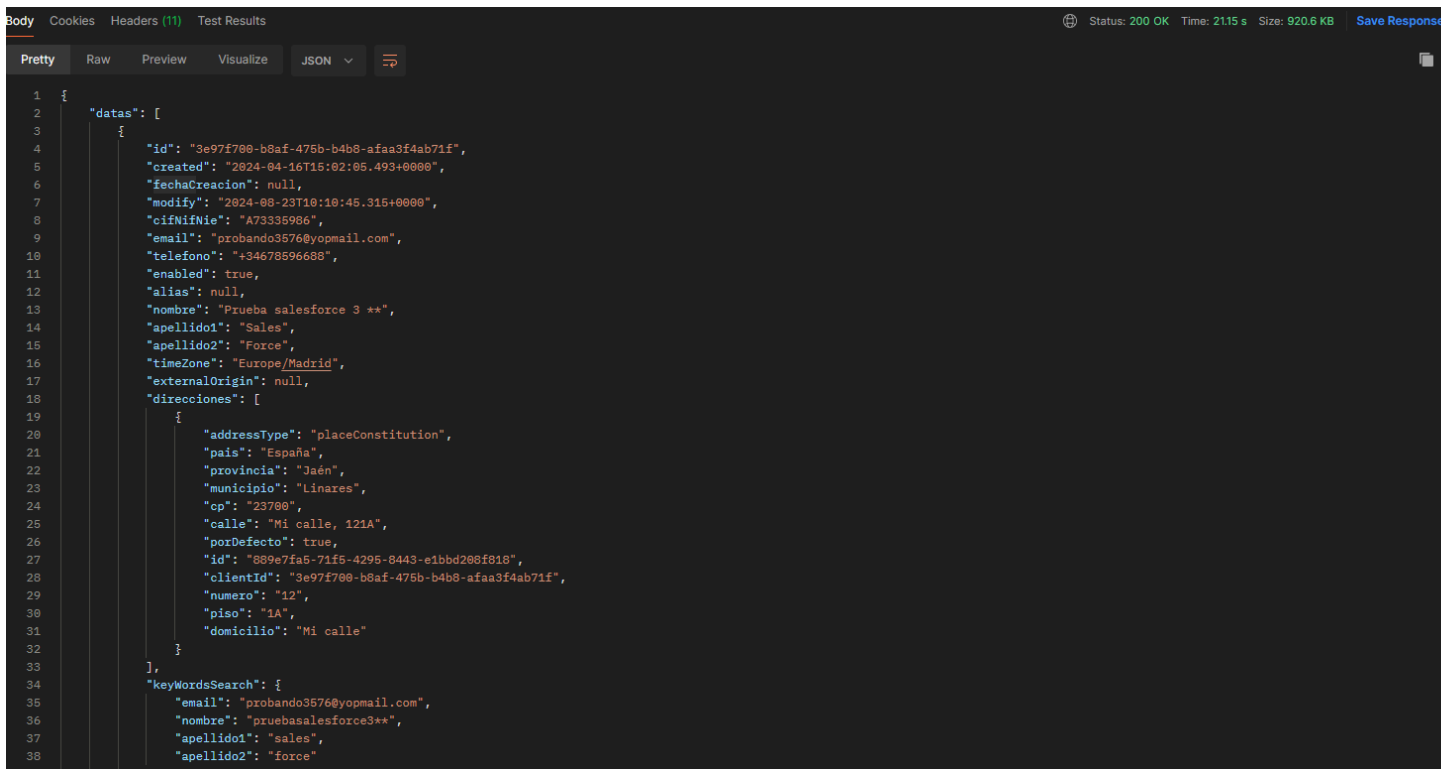 Body Cookies Headers (11) Test Results Status: 200 OK Time: 21.15 s Size: 920.6 KB Save Response
Pretty Raw Preview Visualize JSON
1 {
2 "datas": [
3 {
4 "id": "3e97f700-b8af-475b-b4b8-afaa3f4ab71f",
5 "created": "2024-04-16T15:02:05.493+0000",
6 "fechaCreacion": null,
7 "modify": "2024-08-23T10:10:45.315+0000",
8 "cifNifNie": "A73335986",
9 "email": "probando3576@yopmail.com",
10 "telefono": "+34678596688",
11 "enabled": true,
12 "alias": null,
13 "nombre": "Prueba salesforce 3 **",
14 "apellido1": "Sales",
15 "apellido2": "Force",
16 "timeZone": "Europe/Madrid",
17 "externalOrigin": null,
18 "direcciones": [
19 {
20 "addressType": "placeConstitution",
21 "pais": "España",
22 "provincia": "Jaén",
23 "municipio": "Linares",
24 "cp": "23700",
25 "calle": "Mi calle, 121A",
26 "porDefecto": true,
27 "id": "889e7fa5-71f5-4295-8443-e1bbd208f818",
28 "clientId": "3e97f700-b8af-475b-b4b8-afaa3f4ab71f",
29 "numero": "12",
30 "piso": "1A",
31 "domicilio": "Mi calle"
32 }
33 ],
34 "keyWordsSearch": {
35 "email": "probando3576@yopmail.com",
36 "nombre": "pruebasalesforce3**",
37 "apellido1": "sales",
38 "apellido2": "force"